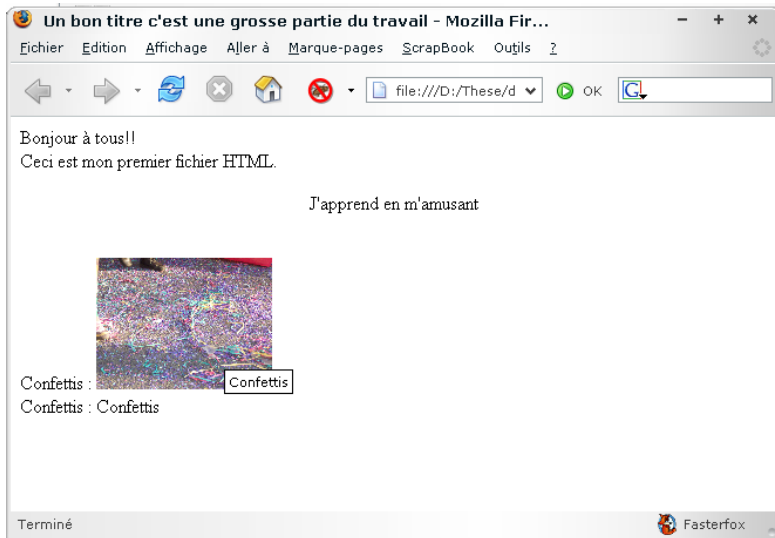 Un bon titre c'est une grosse partie du travail - Mozilla Fir...
Fichier Edition Affichage Aller à Marque-pages ScrapBook Outils ?
file:///D:/These/d OK G
Bonjour à tous!!
Ceci est mon premier fichier HTML.
J'apprend en m'amusant
Confettis :
Confettis
Confettis : Confettis
Terminé Fasterfox